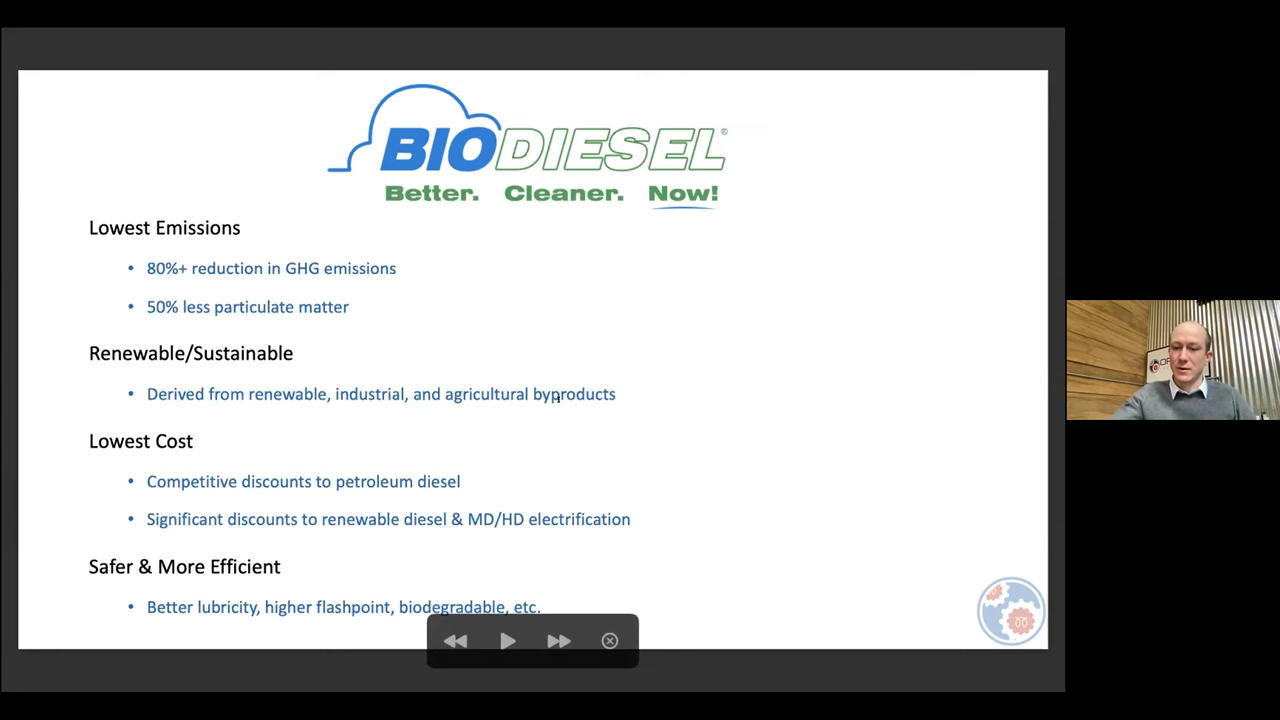 BIODIESEL®
Better. Cleaner. Now!
Lowest Emissions
• 80%+ reduction in GHG emissions
• 50% less particulate matter
Renewable/Sustainable
• Derived from renewable, industrial, and agricultural byproducts
Lowest Cost
• Competitive discounts to petroleum diesel
• Significant discounts to renewable diesel & MD/HD electrification
Safer & More Efficient
• Better lubricity, higher flashpoint, biodegradable, etc.